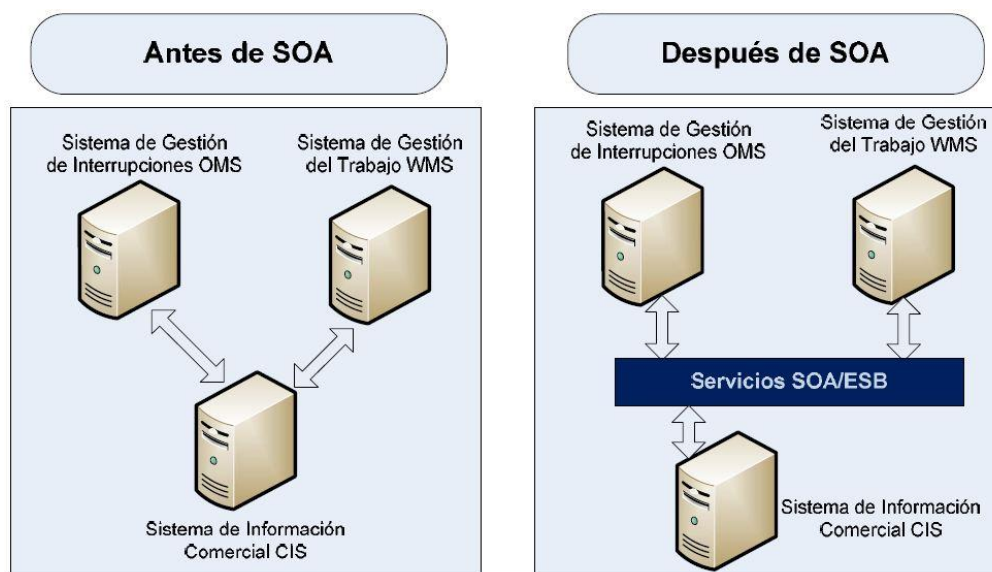 Antes de SOA
Sistema de Gestión
de Interrupciones OMS
Sistema de Gestión
del Trabajo WMS
Sistema de Información
Comercial CIS
Después de SOA
Sistema de Gestión
de Interrupciones OMS
Sistema de Gestión
del Trabajo WMS
Servicios SOA/ESB
Sistema de Información
Comercial CIS